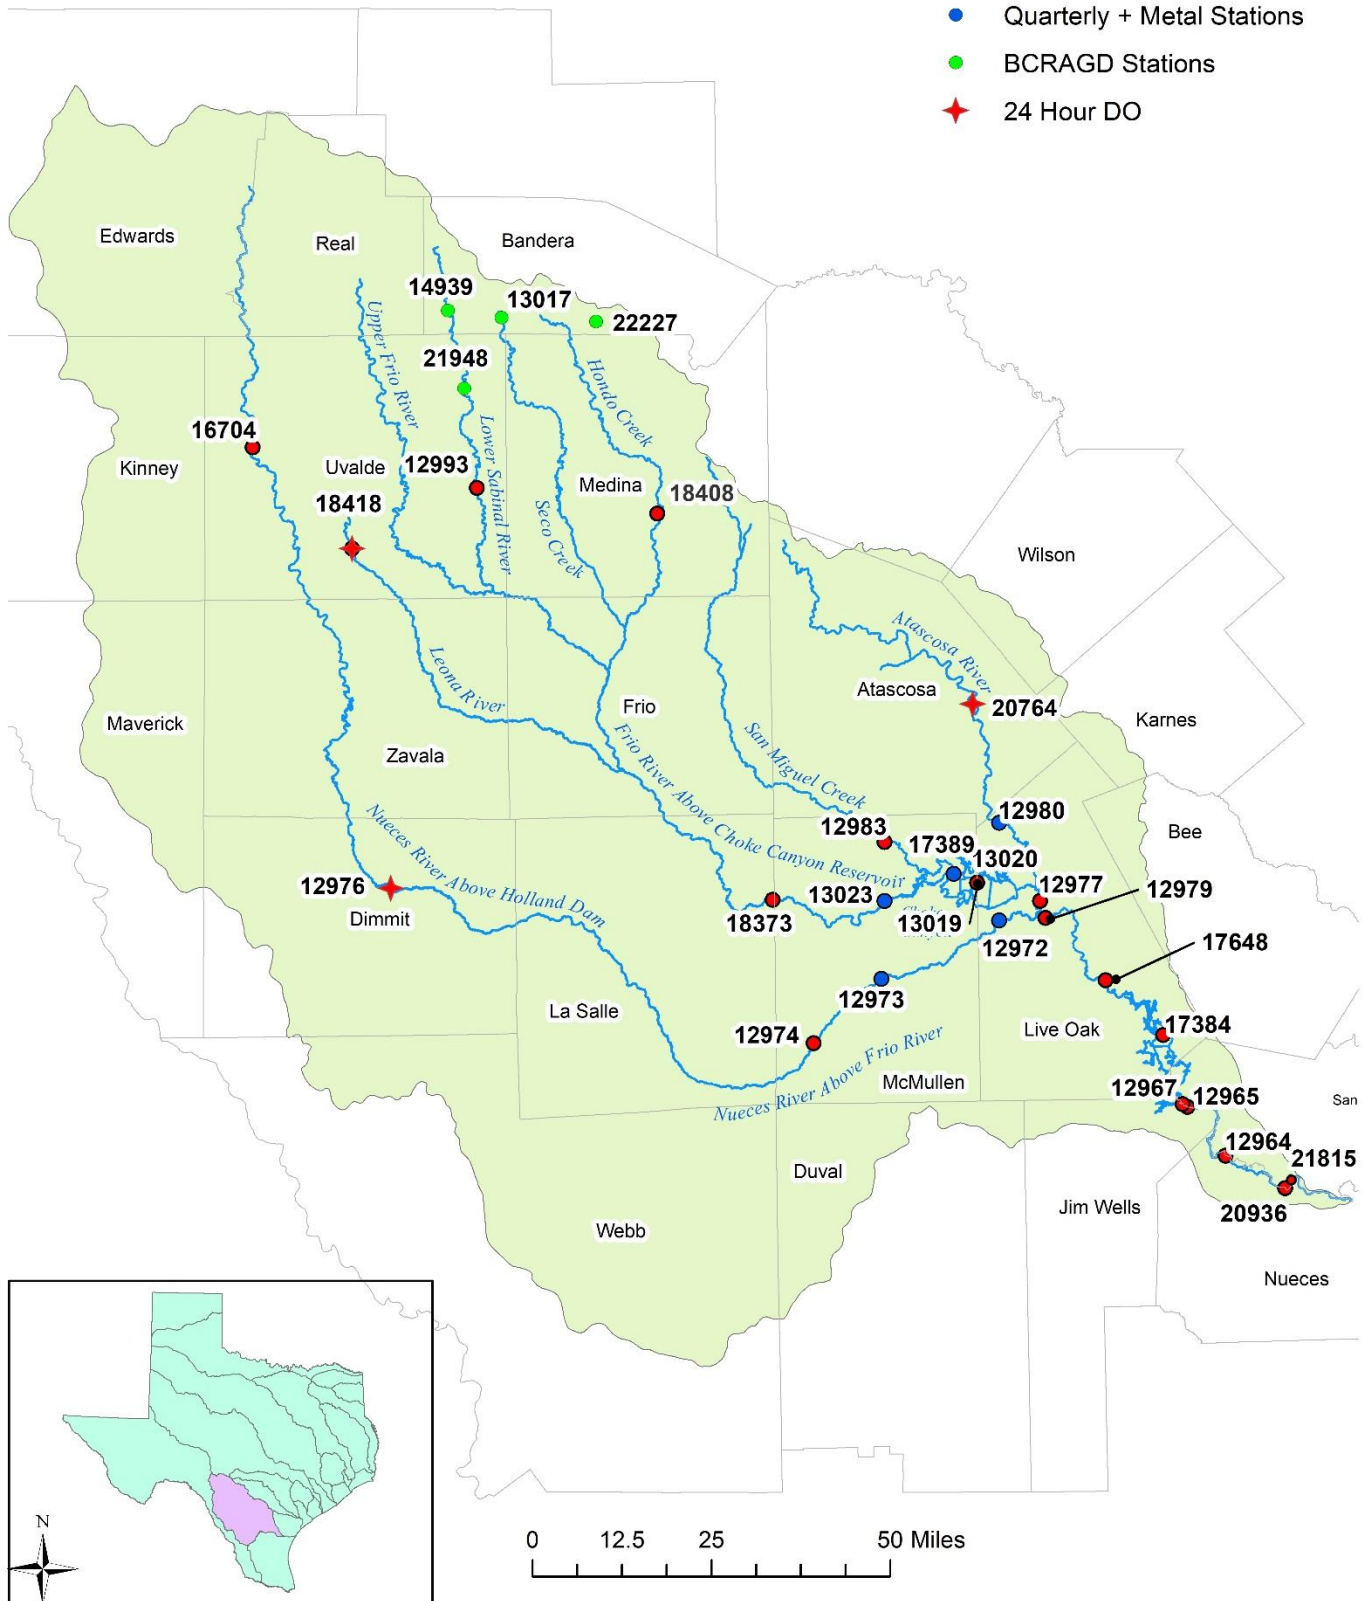 Quarterly + Metal Stations
BCRAGD Stations
24 Hour DO
Edwards
Real
Bandera
14939
13017
22227
Upper Frio River
21948
Hondo Creek
16704
Kinney
Uvalde
12993
Lower Sabinal River
Medina
18408
18418
Seco Creek
Wilson
Atascosa River
Leona River
Atascosa
20764
Maverick
Frio
Karnes
Zavala
San Miguel Creek
Frio River Above Choke Canyon Reservoir
Nueces River Above Holland Dam
12980
12983
Bee
17389
13020
12976
13023
12977
12979
Dimmit
18373
13019
12972
17648
12973
La Salle
12974
Live Oak
17384
Nueces River Above Frio River
McMullen
12967
12965
San
12964
21815
Duval
Jim Wells
20936
Webb
Nueces
N
0 12.5 25 50 Miles